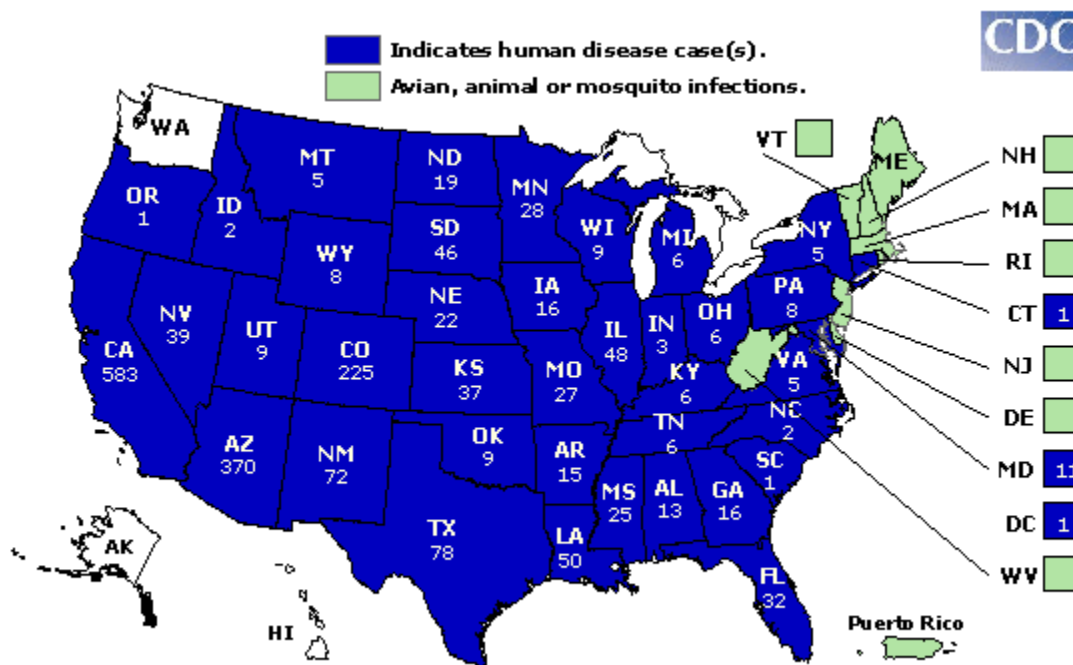 CDC
Indicates human disease case(s).
Avian, animal or mosquito infections.
WA
VT
ME
NH
MT
5
ND
19
MN
28
OR
1
ID
2
MA
SD
46
WI
9
MI
6
NY
5
WY
8
RI
IA
16
PA
8
NE
22
CT 1
NV
39
UT
9
OH
6
IN
3
IL
48
CA
583
CO
225
NJ
VA
5
KS
37
MO
27
KY
6
DE
NC
2
TN
6
OK
9
AZ
370
NM
72
AR
15
SC
1
MD 11
MS
25
AL
13
GA
16
TX
78
DC 1
LA
50
AK
FL
32
WV
HI
Puerto Rico